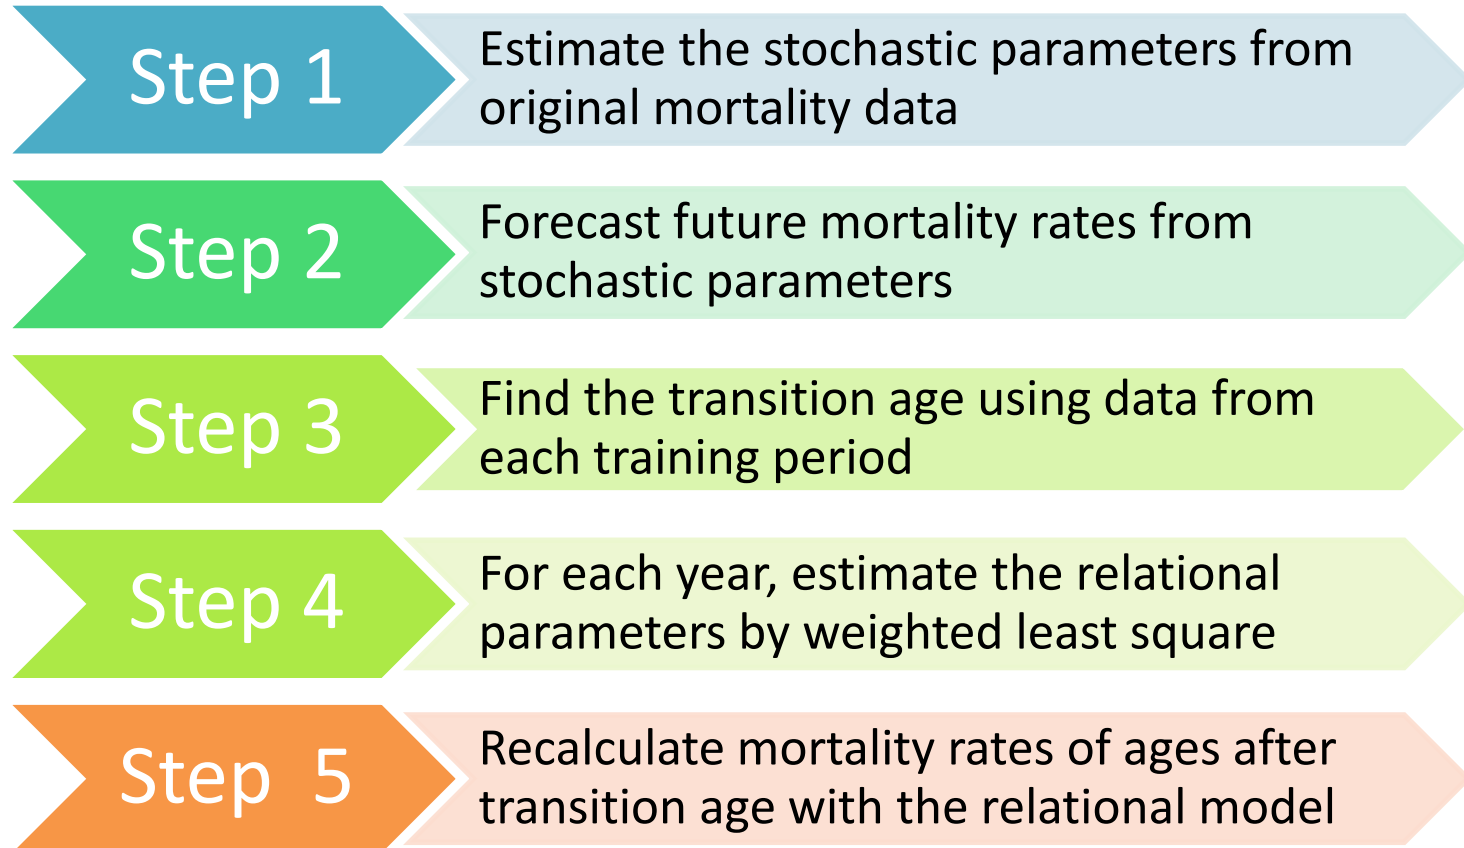 Step 1
Estimate the stochastic parameters from
original mortality data
Step 2
Forecast future mortality rates from
stochastic parameters
Step 3
Find the transition age using data from
each training period
Step 4
For each year, estimate the relational
parameters by weighted least square
Step  5
Recalculate mortality rates of ages after
transition age with the relational model